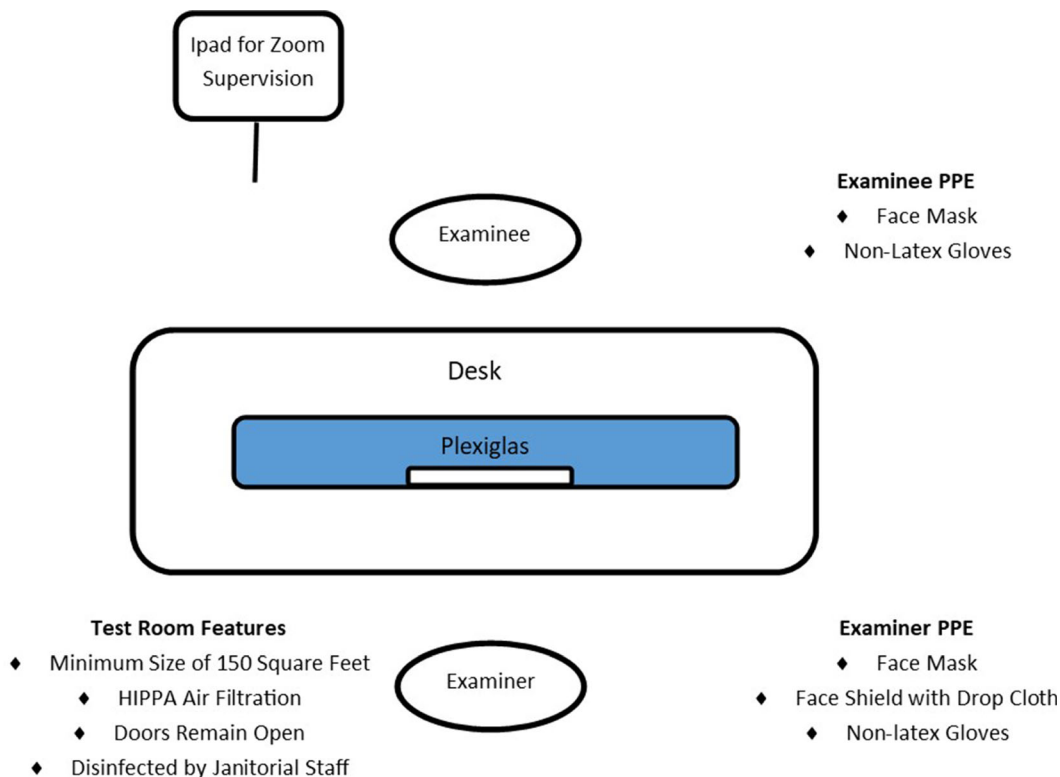 Ipad for Zoom
Supervision
Examinee PPE
♦ Face Mask
♦ Non-Latex Gloves
Examinee
Desk
Plexiglas
Test Room Features
♦ Minimum Size of 150 Square Feet
♦ HIPPA Air Filtration
♦ Doors Remain Open
♦ Disinfected by Janitorial Staff
Examiner
Examiner PPE
♦ Face Mask
♦ Face Shield with Drop Cloth
♦ Non-latex Gloves